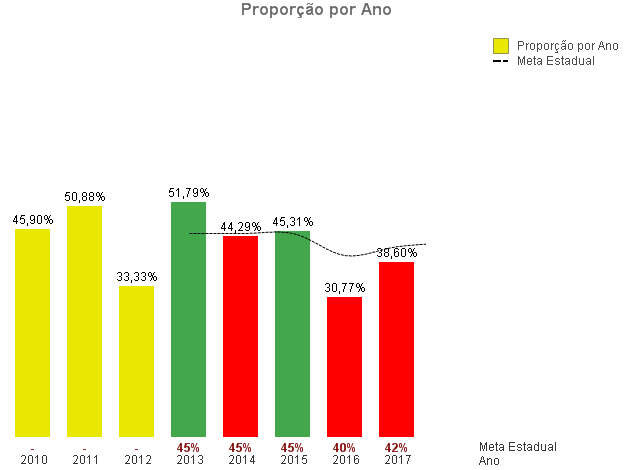 Proporção por Ano
Proporção por Ano
Meta Estadual
45,90%
50,88%
33,33%
51,79%
44,29%
45,31%
30,77%
38,60%
- - - 45% 45% 45% 40% 42% Meta Estadual
2010 2011 2012 2013 2014 2015 2016 2017 Ano